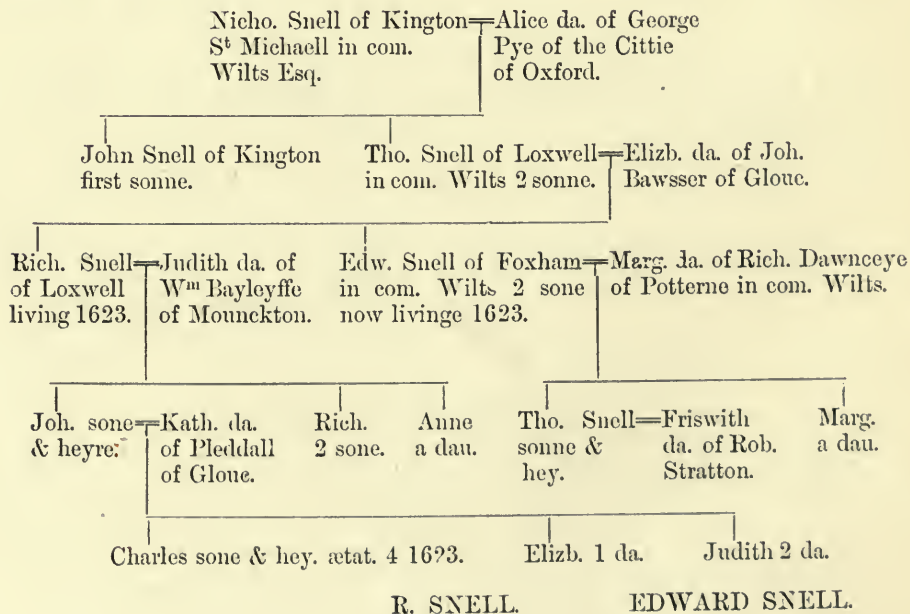 Nicho. Snell of Kington═Alice da. of George
Sᵗ Michaell in com. Pye of the Cittie
Wilts Esq. of Oxford.
John Snell of Kington Tho. Snell of Loxwell═Elizb. da. of Joh.
first sonne. in com. Wilts 2 sonne. Bawsser of Glouc.
Rich. Snell═Judith da. of Edw. Snell of Foxham═Marg. da. of Rich. Dawnceye
of Loxwell Wᵐ Bayleyffe in com. Wilts 2 sone of Potterne in com. Wilts.
living 1623. of Mounckton. now livinge 1623.
Joh. sone═Kath. da. Rich. Anne Tho. Snell═Friswith Marg.
& heyre. of Pleddall 2 sone. a dau. sonne & da. of Rob. a dau.
of Glouc. hey. Stratton.
Charles sone & hey. ætat. 4 1623. Elizb. 1 da. Judith 2 da.
R. SNELL. EDWARD SNELL.